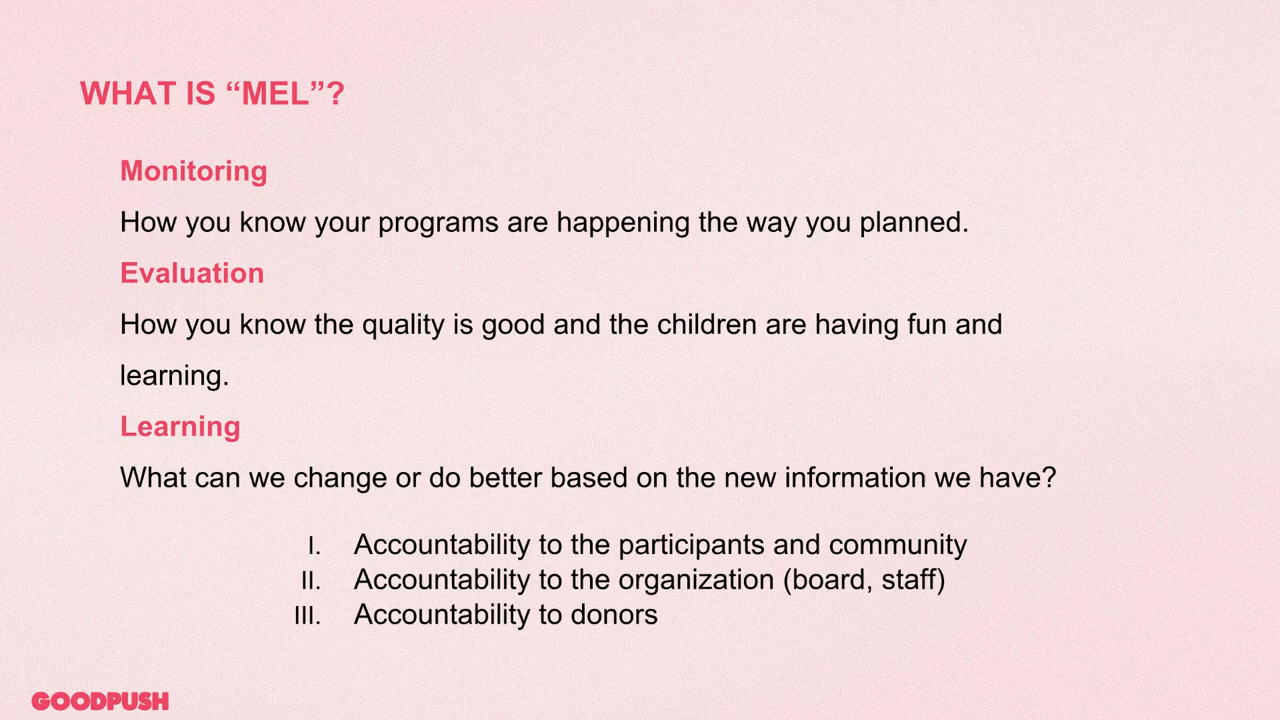 WHAT IS “MEL”?
Monitoring
How you know your programs are happening the way you planned.
Evaluation
How you know the quality is good and the children are having fun and
learning.
Learning
What can we change or do better based on the new information we have?
I. Accountability to the participants and community
II. Accountability to the organization (board, staff)
III. Accountability to donors
GOODPUSH